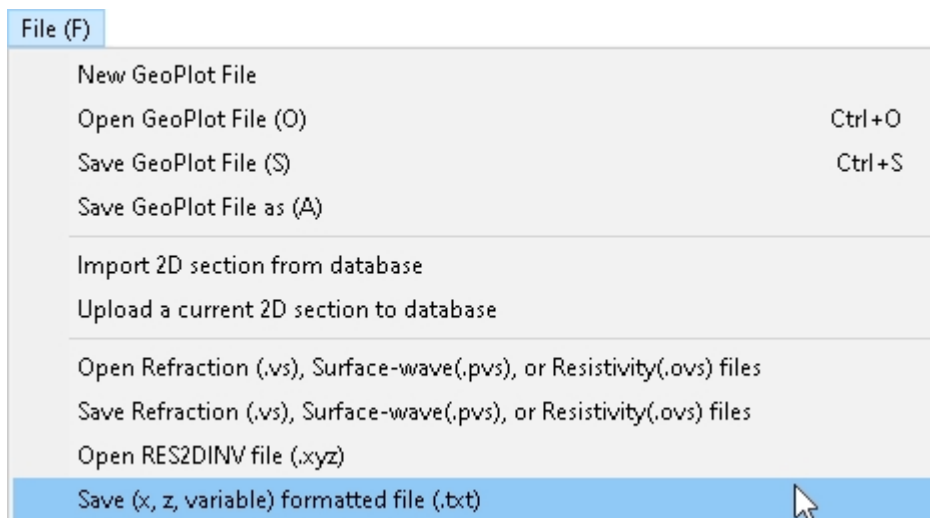 File (F)
New GeoPlot File
Open GeoPlot File (O) Ctrl+O
Save GeoPlot File (S) Ctrl+S
Save GeoPlot File as (A)
Import 2D section from database
Upload a current 2D section to database
Open Refraction (.vs), Surface-wave(.pvs), or Resistivity(.ovs) files
Save Refraction (.vs), Surface-wave(.pvs), or Resistivity(.ovs) files
Open RES2DINV file (.xyz)
Save (x, z, variable) formatted file (.txt)